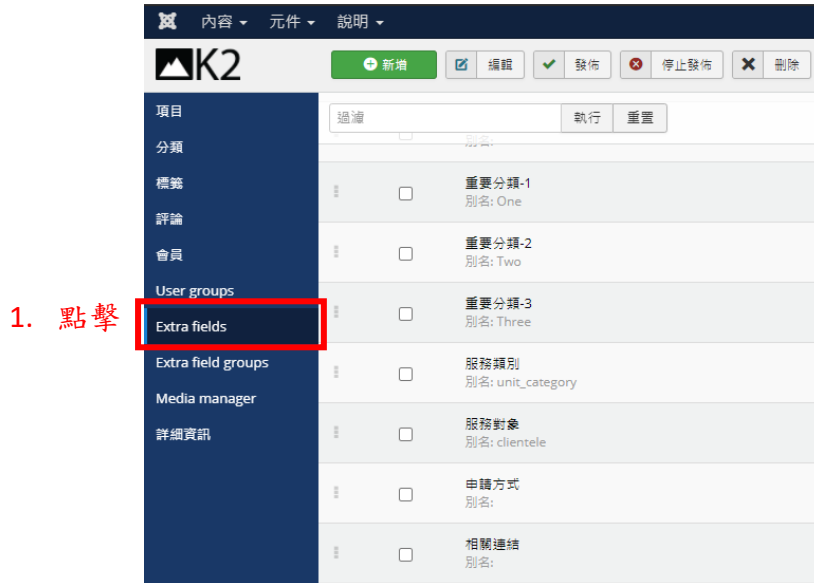 內容 元件 說明
K2
新增 編輯 發佈 停止發佈 刪除
項目
分類
標籤
評論
會員
User groups
Extra fields
Extra field groups
Media manager
詳細資訊
1. 點擊
過濾 執行 重置
別名:
重要分類-1
別名: One
重要分類-2
別名: Two
重要分類-3
別名: Three
服務類別
別名: unit_category
服務對象
別名: clientele
申請方式
別名:
相關連結
別名: